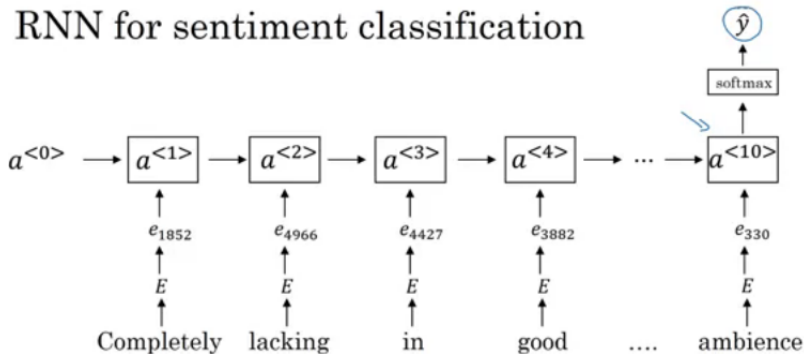 RNN for sentiment classification
ŷ
softmax
a<0> a<1> a<2> a<3> a<4> ... a<10>
e1852 e4966 e4427 e3882 e330
E E E E E
Completely lacking in good .... ambience